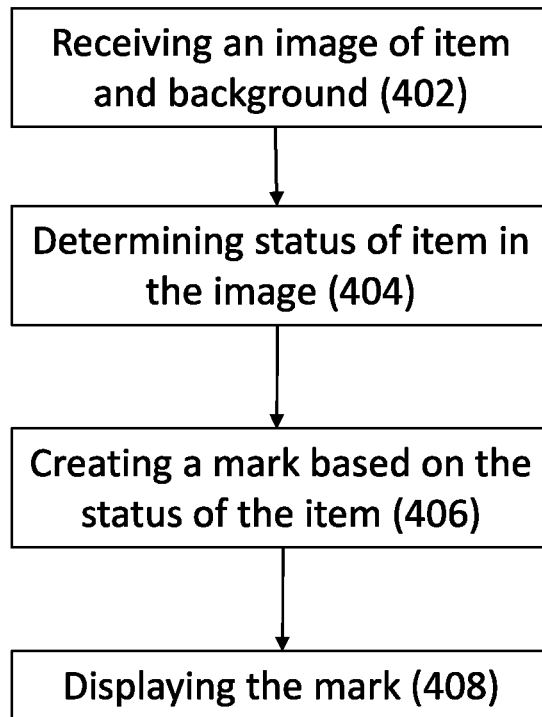 Receiving an image of item
and background (402)
Determining status of item in
the image (404)
Creating a mark based on the
status of the item (406)
Displaying the mark (408)